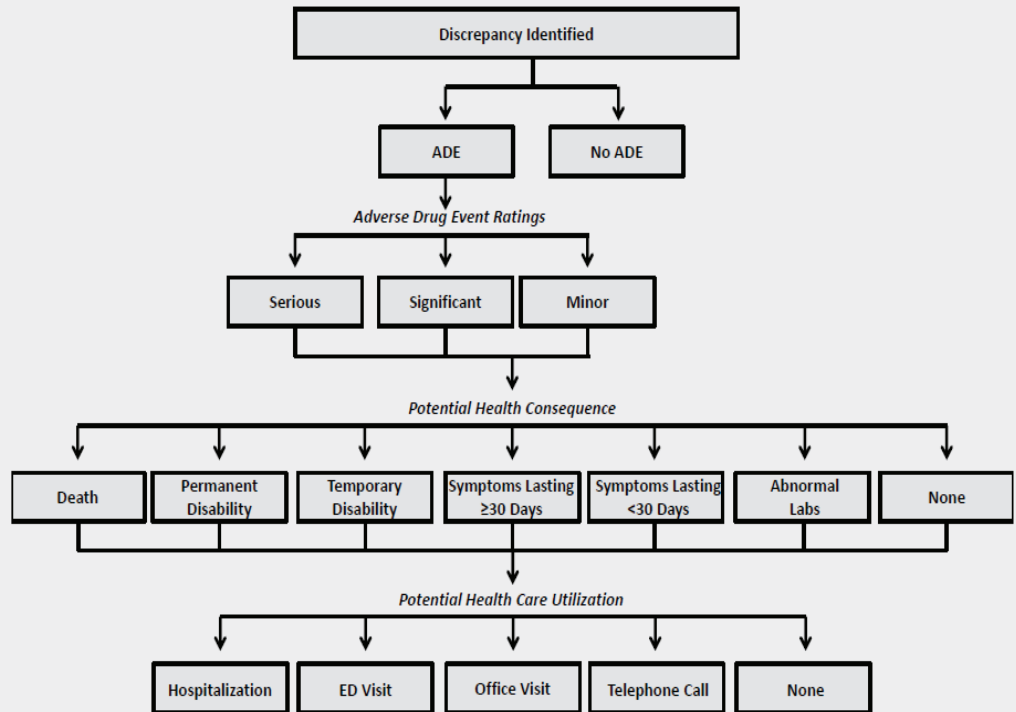 Discrepancy Identified
ADE
No ADE
Adverse Drug Event Ratings
Serious
Significant
Minor
Potential Health Consequence
Death
Permanent
Disability
Temporary
Disability
Symptoms Lasting
≥30 Days
Symptoms Lasting
<30 Days
Abnormal
Labs
None
Potential Health Care Utilization
Hospitalization
ED Visit
Office Visit
Telephone Call
None